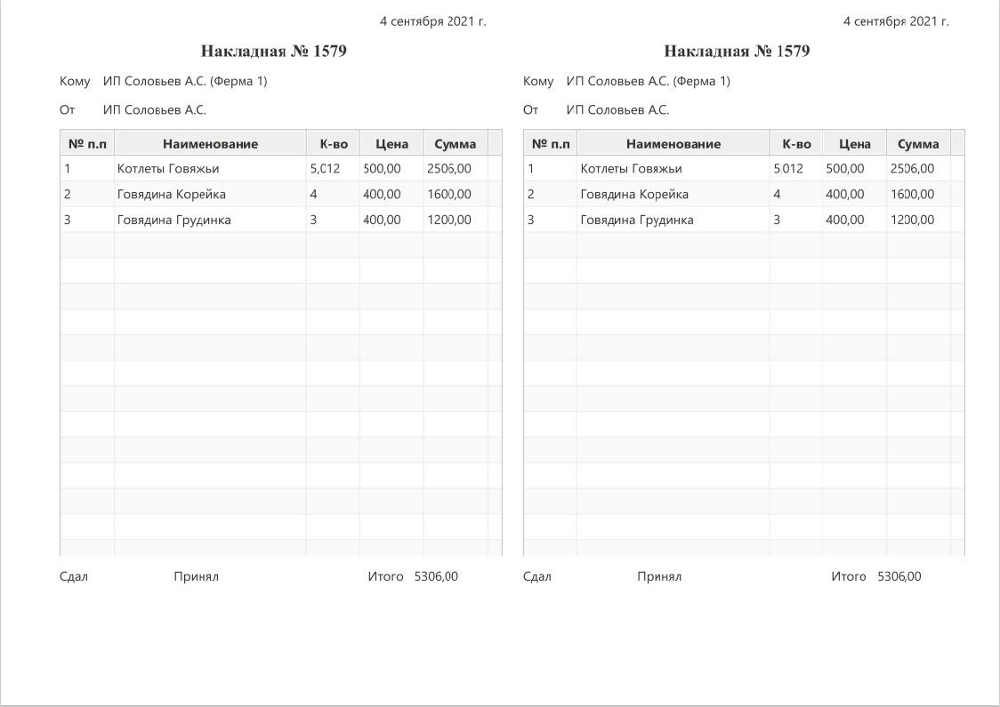 4 сентября 2021 г.
Накладная № 1579
Кому ИП Соловьев А.С. (Ферма 1)
От ИП Соловьев А.С.
№ п.п Наименование К-во Цена Сумма
1 Котлеты Говяжьи 5,012 500,00 2506,00
2 Говядина Корейка 4 400,00 1600,00
3 Говядина Грудинка 3 400,00 1200,00
Сдал Принял Итого 5306,00
4 сентября 2021 г.
Накладная № 1579
Кому ИП Соловьев А.С. (Ферма 1)
От ИП Соловьев А.С.
№ п.п Наименование К-во Цена Сумма
1 Котлеты Говяжьи 5,012 500,00 2506,00
2 Говядина Корейка 4 400,00 1600,00
3 Говядина Грудинка 3 400,00 1200,00
Сдал Принял Итого 5306,00